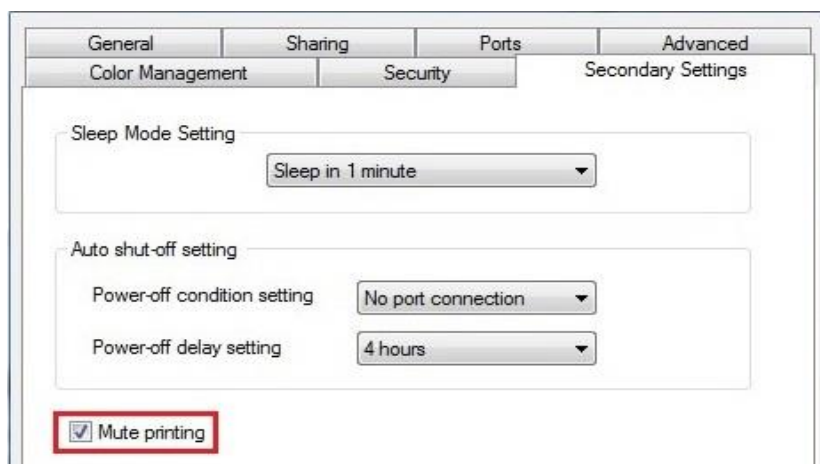 General Sharing Ports Advanced
Color Management Security Secondary Settings
Sleep Mode Setting
Sleep in 1 minute
Auto shut-off setting
Power-off condition setting No port connection
Power-off delay setting 4 hours
Mute printing